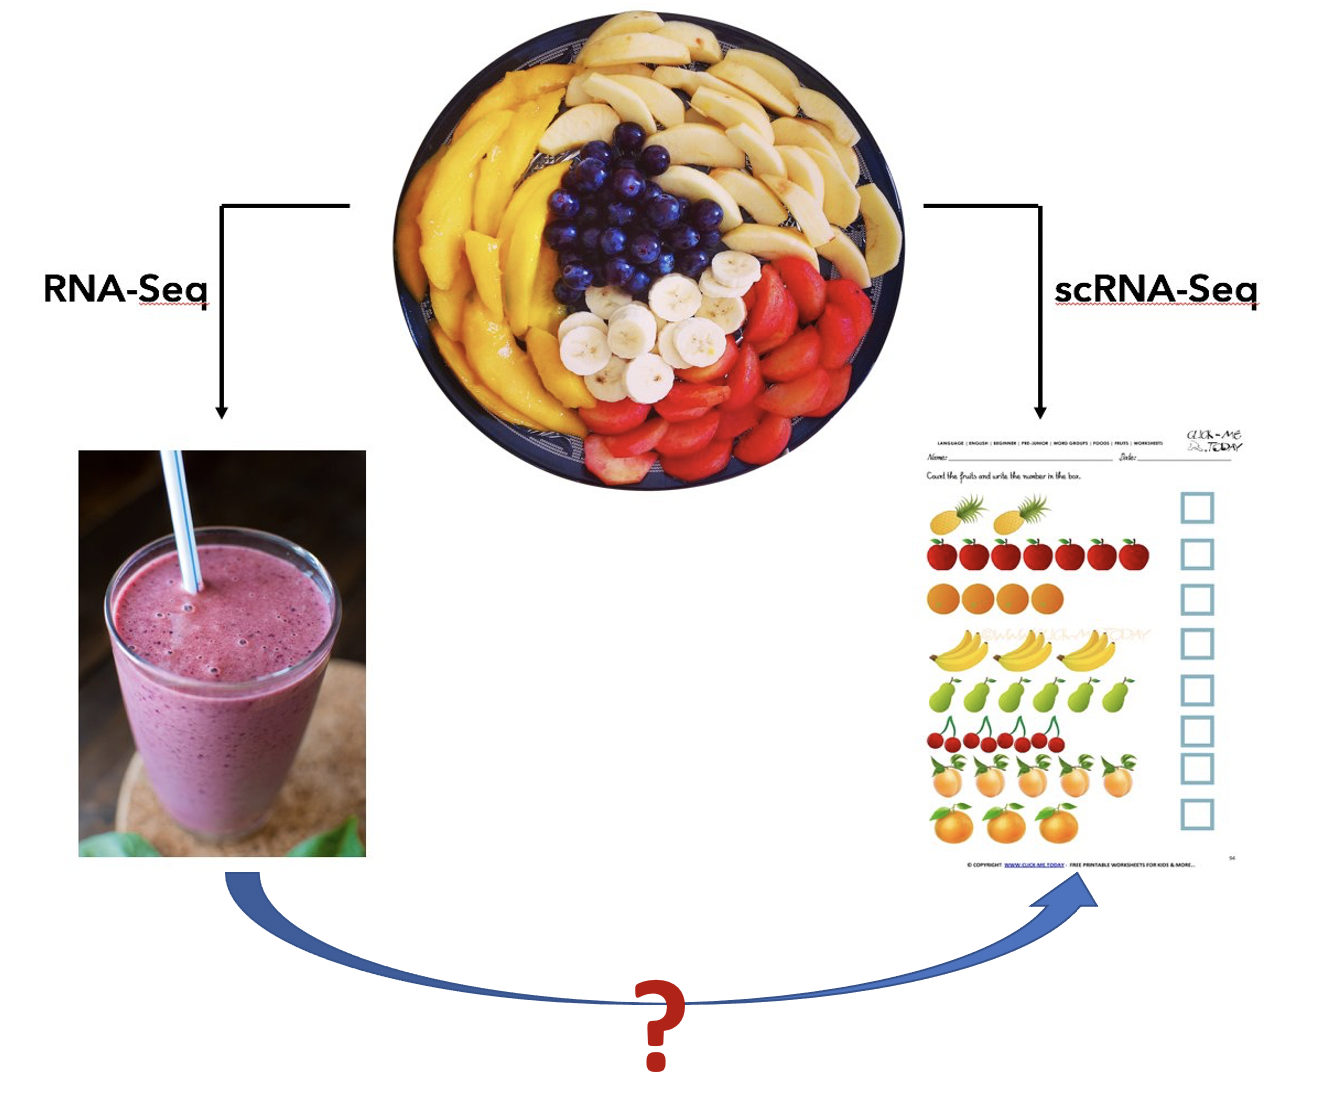 RNA-Seq
scRNA-Seq
LANGUAGE | ENGLISH | BEGINNER | PRE-JUNIOR | WORD GROUPS | FOODS | FRUITS | WORKSHEETS
CLICK-ME
.TODAY
Name: Date:
Count the fruits and write the number in the box.
©WWW.CLICK-ME.TODAY
94
© COPYRIGHT WWW.CLICK-ME.TODAY - FREE PRINTABLE WORKSHEETS FOR KIDS & MORE...
?